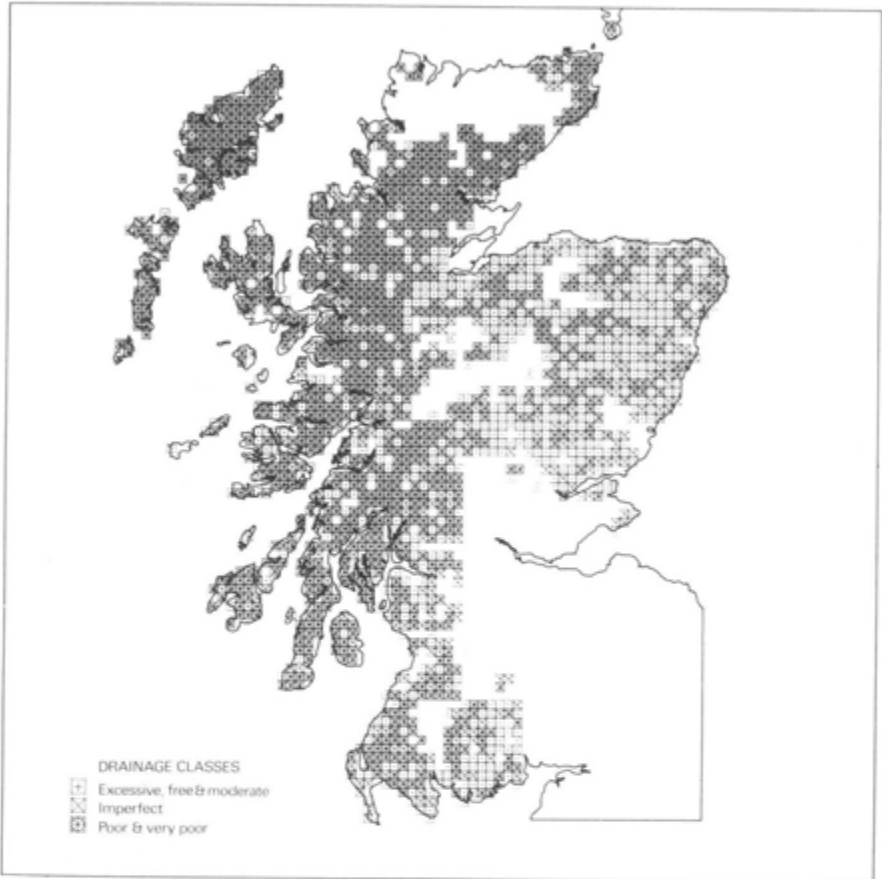 DRAINAGE CLASSES
Excessive, free & moderate
Imperfect
Poor & very poor